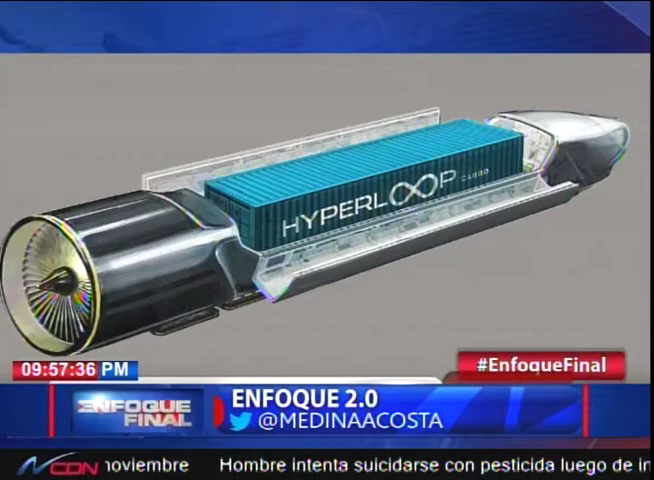 HYPERLOOP CARGO
09:57:36 PM
#EnfoqueFinal
ENFOQUE FINAL
ENFOQUE 2.0
@MEDINAACOSTA
CDN noviembre Hombre intenta suicidarse con pesticida luego de in